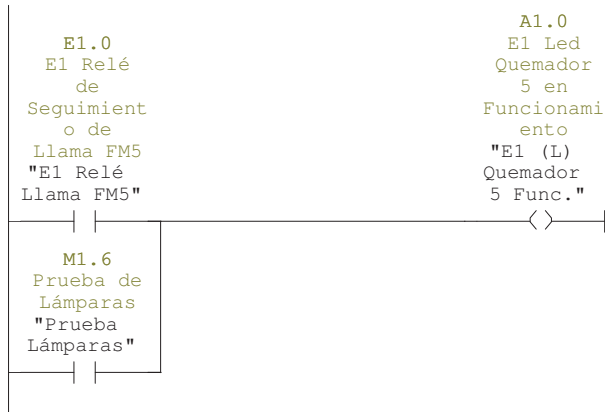 E1.0
E1 Relé
de
Seguimient
o de
Llama FM5
"E1 Relé
Llama FM5"
A1.0
E1 Led
Quemador
5 en
Funcionami
ento
"E1 (L)
Quemador
5 Func."
M1.6
Prueba de
Lámparas
"Prueba
Lámparas"